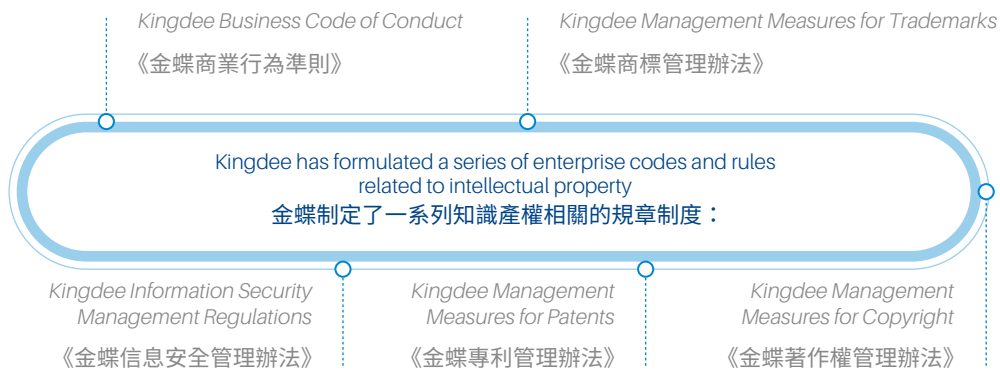 Kingdee Business Code of Conduct
《金蝶商業行為準則》
Kingdee Management Measures for Trademarks
《金蝶商標管理辦法》
Kingdee has formulated a series of enterprise codes and rules
related to intellectual property
金蝶制定了一系列知識產權相關的規章制度：
Kingdee Information Security
Management Regulations
《金蝶信息安全管理辦法》
Kingdee Management
Measures for Patents
《金蝶專利管理辦法》
Kingdee Management
Measures for Copyright
《金蝶著作權管理辦法》